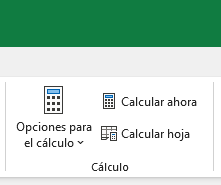 Opciones para
el cálculo
Calcular ahora
Calcular hoja
Cálculo